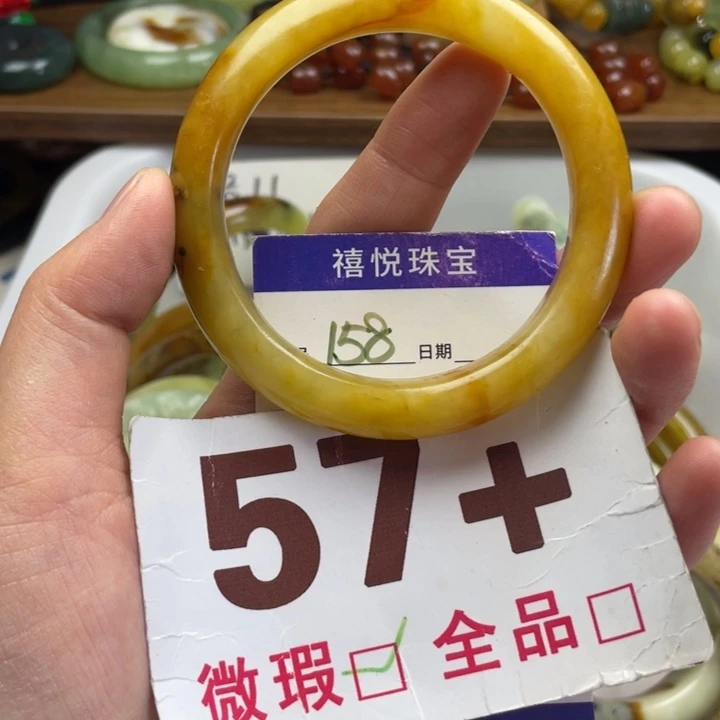 禧悦珠宝
158 日期
57+
微瑕 全品